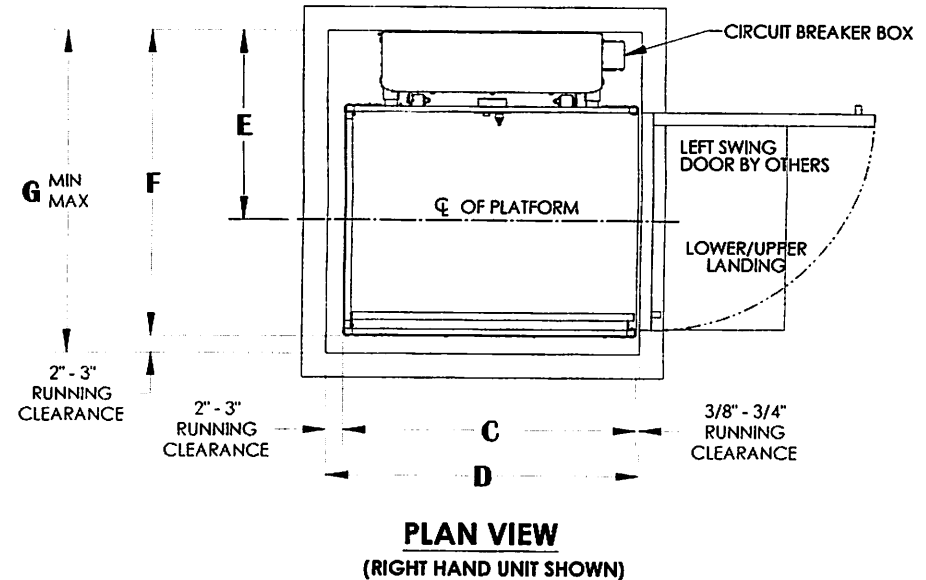 CIRCUIT BREAKER BOX
E
F
G MIN
MAX
LEFT SWING
DOOR BY OTHERS
℄ OF PLATFORM
LOWER/UPPER
LANDING
2" - 3"
RUNNING
CLEARANCE
2" - 3"
RUNNING
CLEARANCE
C
3/8" - 3/4"
RUNNING
CLEARANCE
D
PLAN VIEW
(RIGHT HAND UNIT SHOWN)